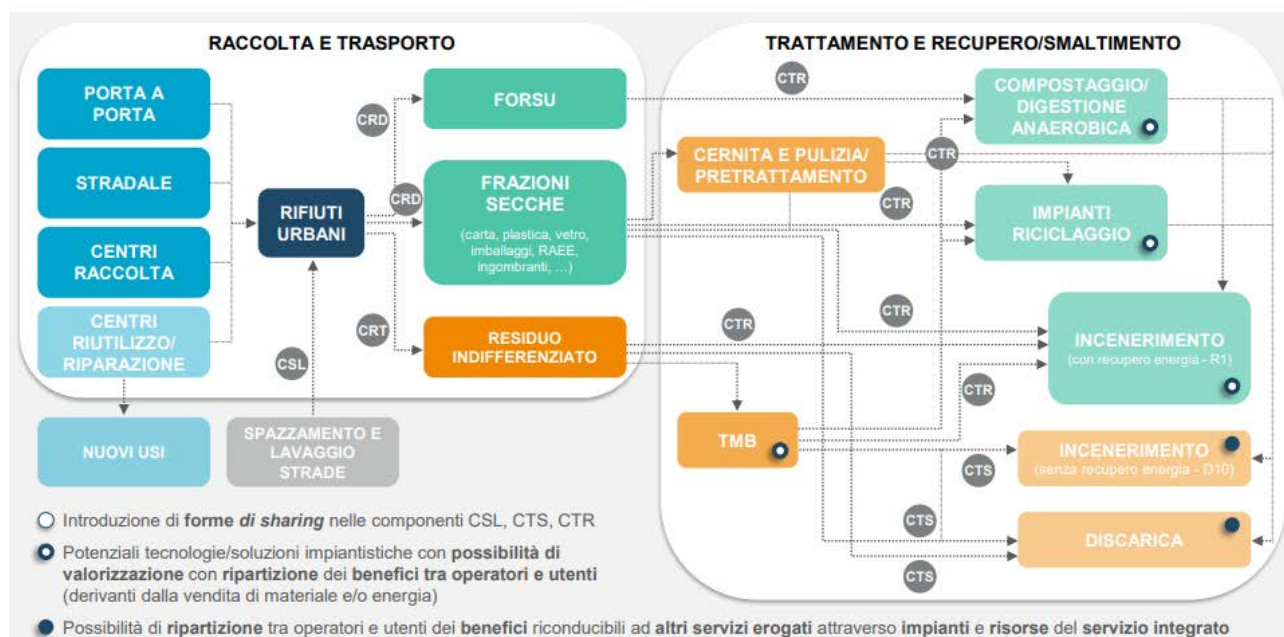 RACCOLTA E TRASPORTO
PORTA A
PORTA
STRADALE
CENTRI
RACCOLTA
CENTRI
RIUTILIZZO/
RIPARAZIONE
NUOVI USI
RIFIUTI
URBANI
CSL
SPAZZAMENTO E
LAVAGGIO
STRADE
CRD
CRD
CRT
FORSU
FRAZIONI
SECCHE
(carta, plastica, vetro,
imballaggi, RAEE,
ingombranti, ...)
RESIDUO
INDIFFERENZIATO
TRATTAMENTO E RECUPERO/SMALTIMENTO
CTR
CERNITA E PULIZIA/
PRETRATTAMENTO
CTR
CTR
CTR
CTR
CTR
TMB
CTS
CTS
CTS
COMPOSTAGGIO/
DIGESTIONE
ANAEROBICA
IMPIANTI
RICICLAGGIO
INCENERIMENTO
(con recupero energia - R1)
INCENERIMENTO
(senza recupero energia - D10)
DISCARICA
Introduzione di forme di sharing nelle componenti CSL, CTS, CTR
Potenziali tecnologie/soluzioni impiantistiche con possibilità di
valorizzazione con ripartizione dei benefici tra operatori e utenti
(derivanti dalla vendita di materiale e/o energia)
Possibilità di ripartizione tra operatori e utenti dei benefici riconducibili ad altri servizi erogati attraverso impianti e risorse del servizio integrato